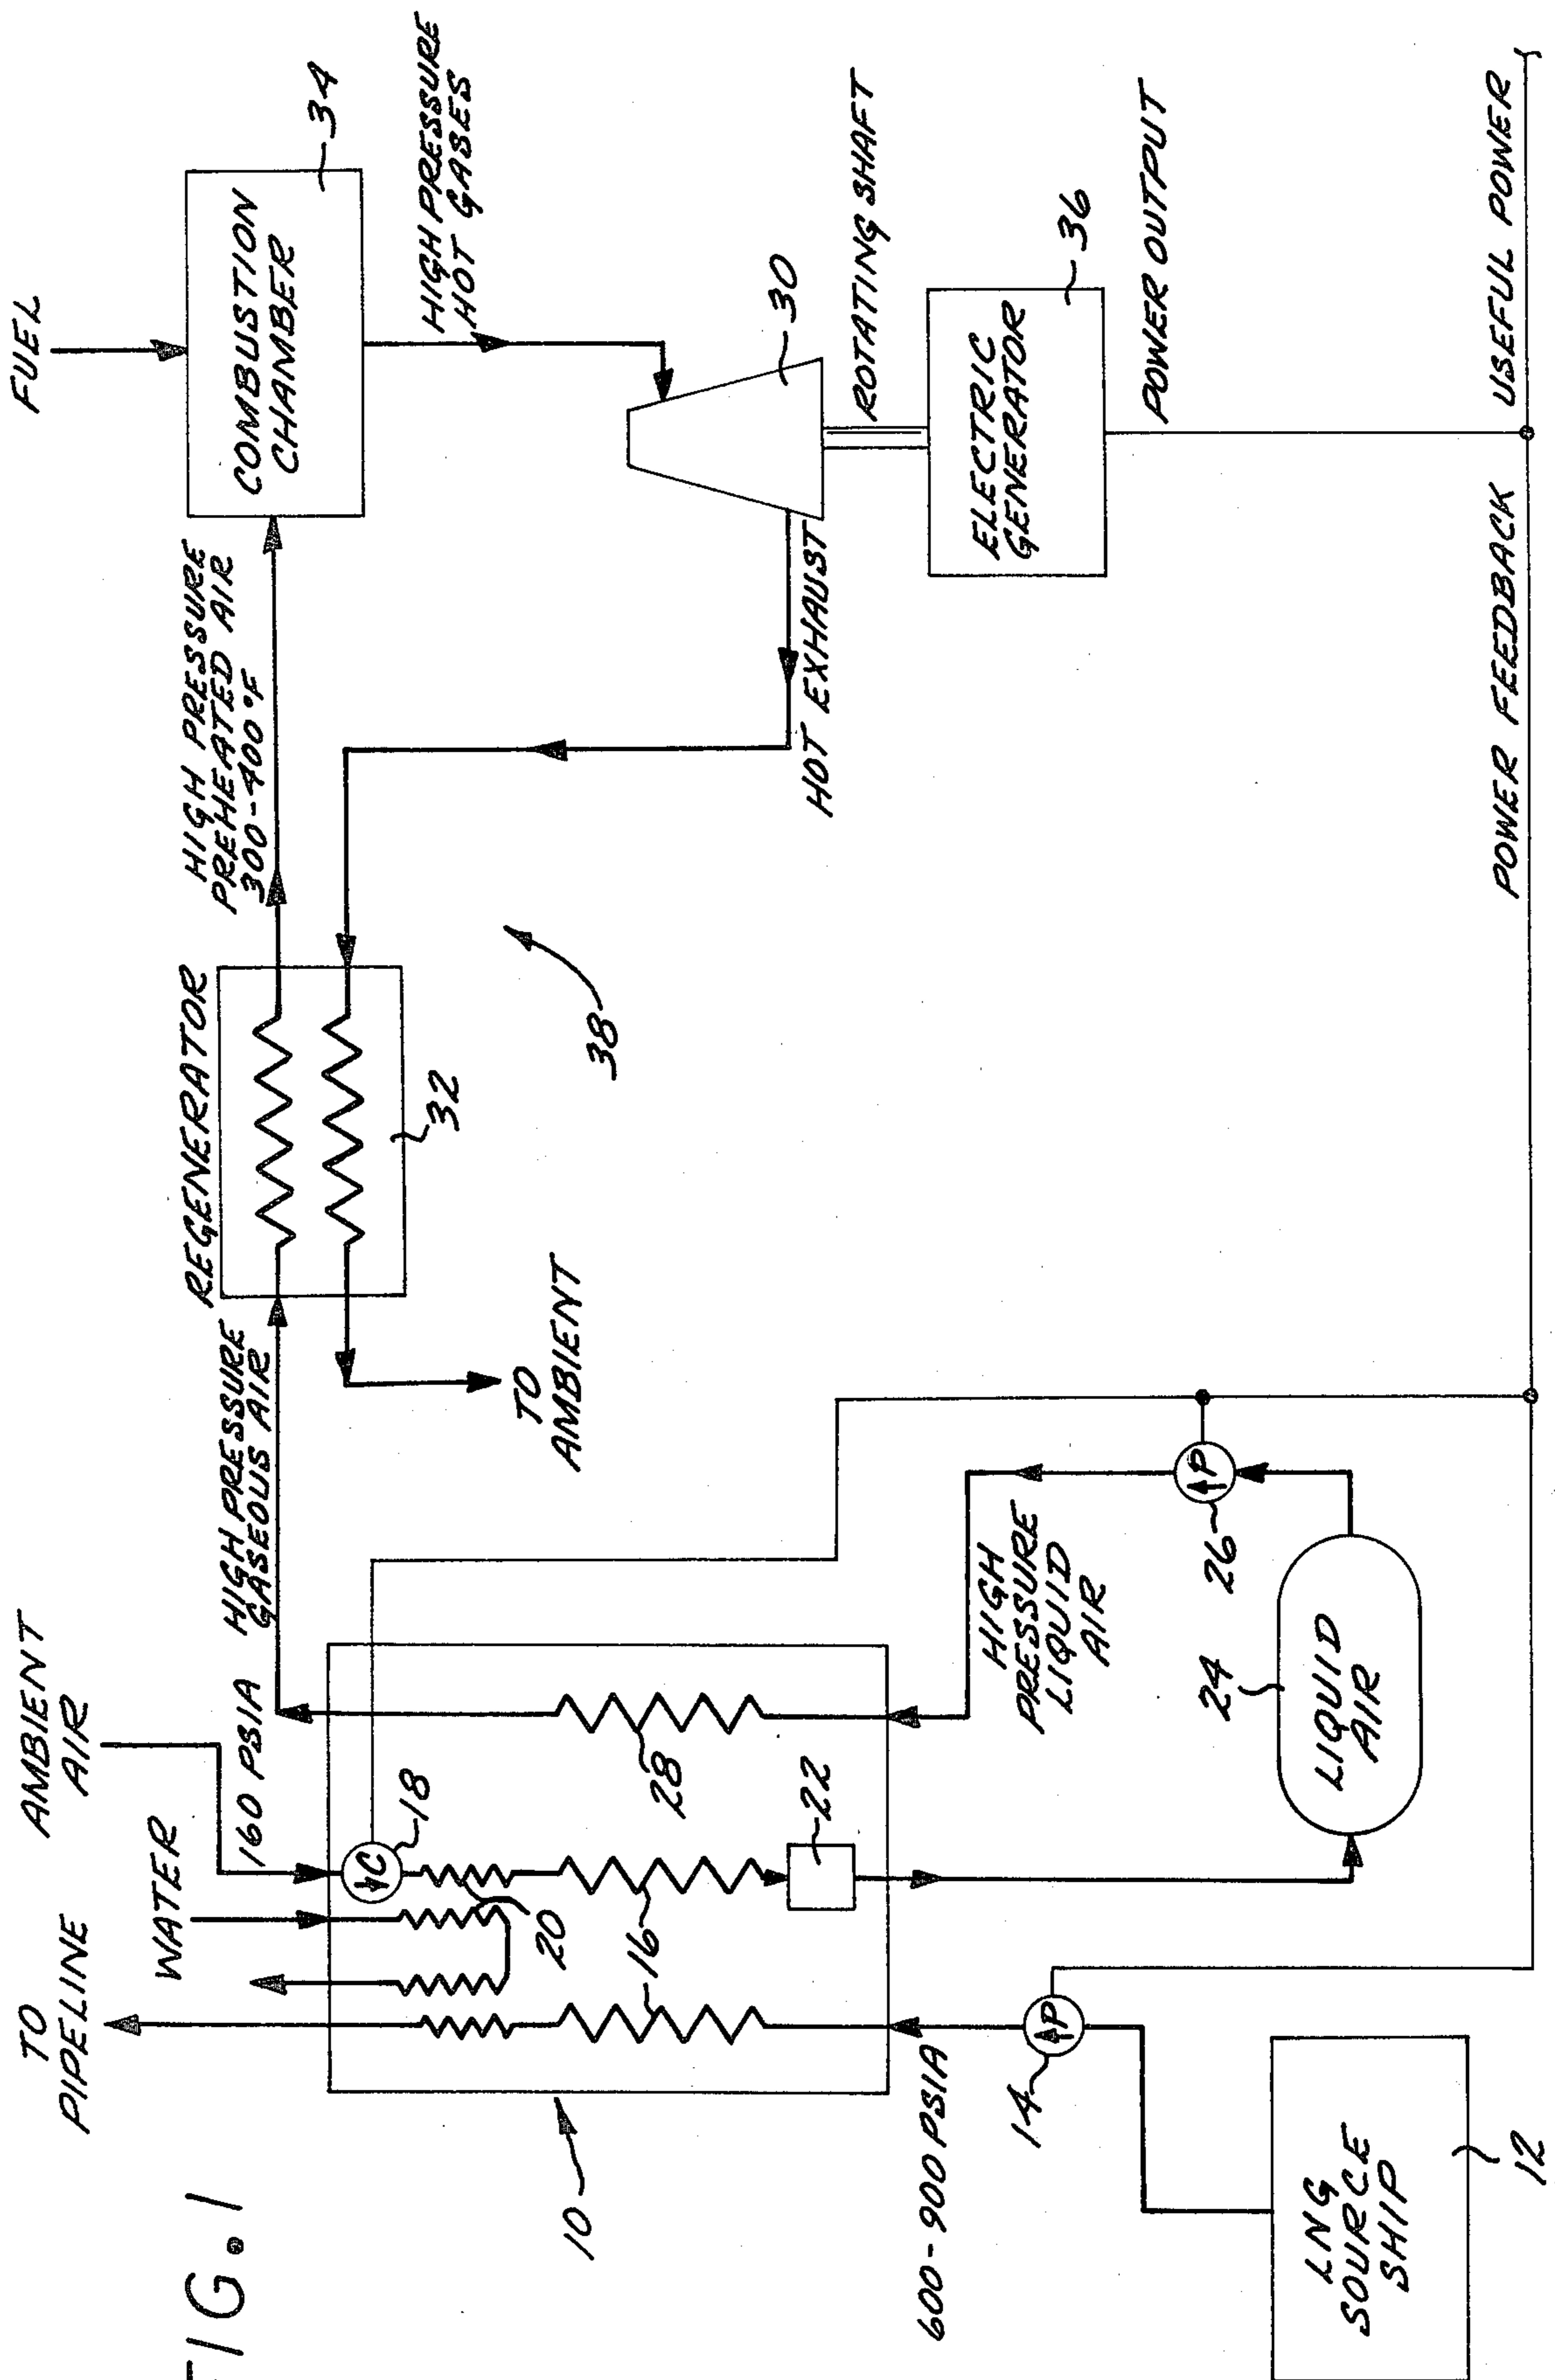 FIG. 1
TO
PIPELINE
WATER
AMBIENT
AIR
160 PSIA
HIGH PRESSURE
GASEOUS AIR
REGENERATOR
HIGH PRESSURE
PREHEATED AIR
300-400°F
FUEL
COMBUSTION
CHAMBER
34
HIGH PRESSURE
HOT GASES
C
18
20
16
28
22
10
32
TO
AMBIENT
38
HOT EXHAUST
30
ROTATING SHAFT
ELECTRIC
GENERATOR
36
POWER OUTPUT
600-900 PSIA
14
P
HIGH
PRESSURE
LIQUID
AIR
P
26
24
LIQUID
AIR
LNG
SOURCE
SHIP
12
POWER FEEDBACK
USEFUL POWER